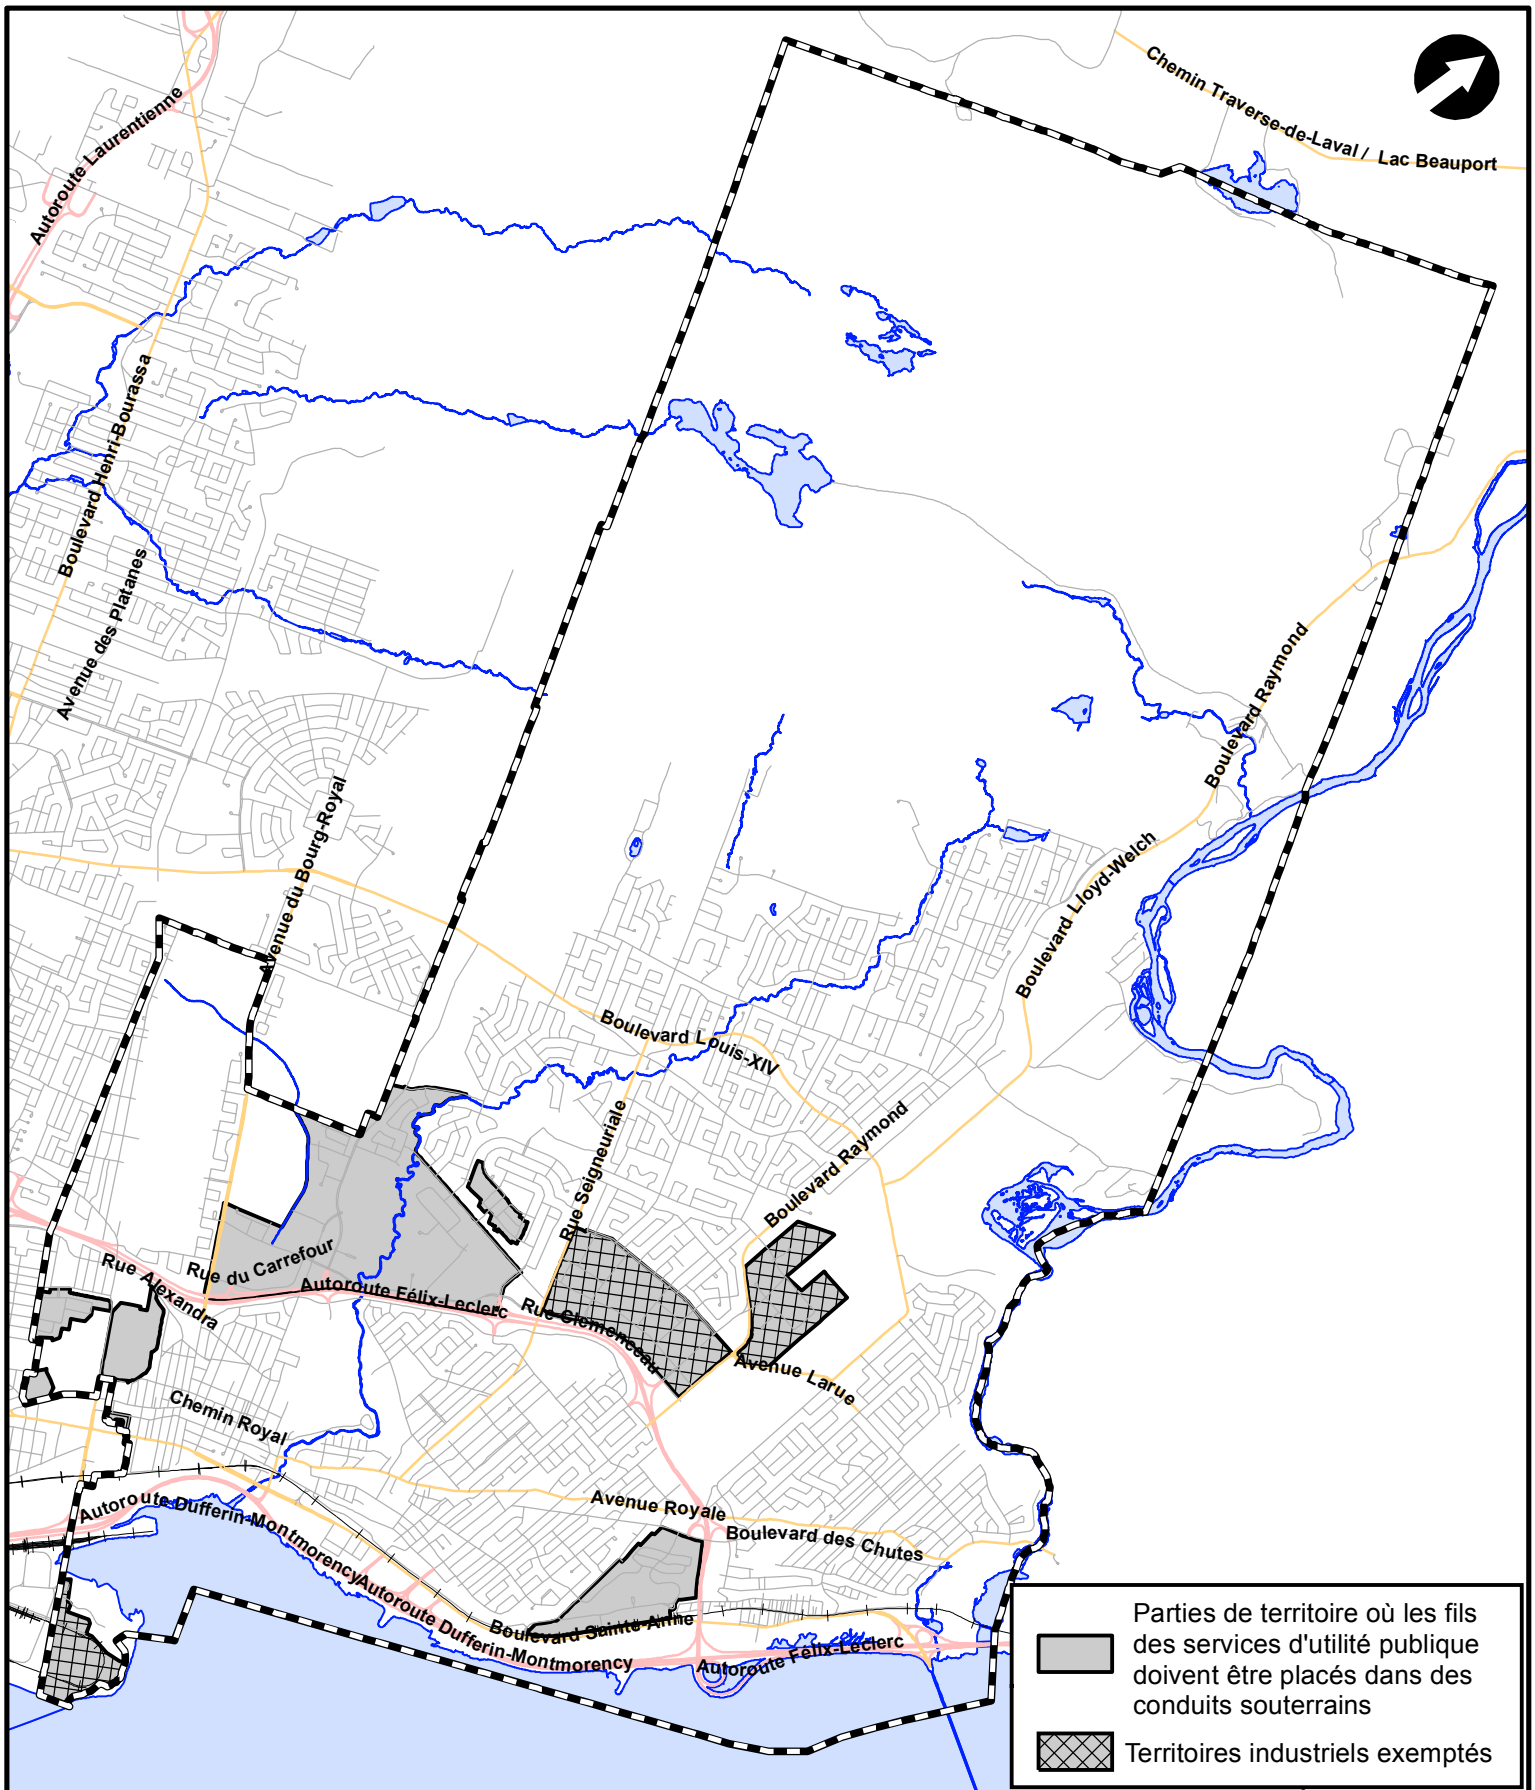 Chemin Traverse-de-Laval / Lac Beauport
Autoroute Laurentienne
Boulevard Henri-Bourassa
Avenue des Platanes
Boulevard Raymond
Avenue du Bourg-Royal
Boulevard Lloyd-Welch
Boulevard Louis-XIV
Rue Seigneuriale
Boulevard Raymond
Rue du Carrefour
Rue Alexandra
Autoroute Félix-Leclerc
Rue Clemenceau
Avenue Larue
Chemin Royal
Avenue Royale
Autoroute Dufferin-Montmorency
Boulevard des Chutes
Autoroute Dufferin-Montmorency
Boulevard Sainte-Anne
Autoroute Félix-Leclerc
Parties de territoire où les fils
des services d'utilité publique
doivent être placés dans des
conduits souterrains
Territoires industriels exemptés